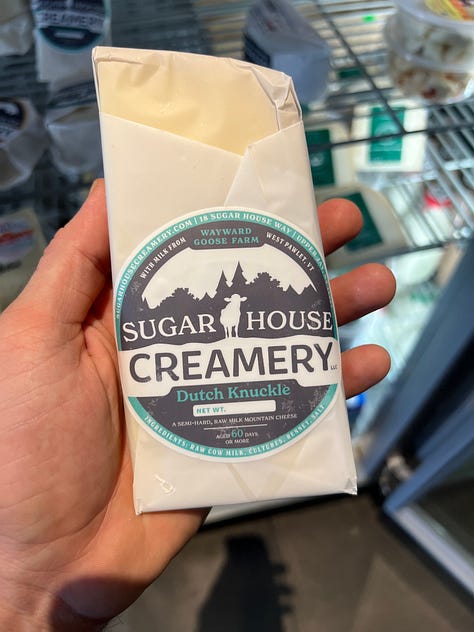 SUGARHOUSECREAMERY.COM | 18 SUGAR HOUSE WAY | UPPER
WITH MILK FROM
WAYWARD
GOOSE FARM
WEST PAWLET, VT
SUGAR HOUSE
CREAMERY LLC
Dutch Knuckle
NET WT.
A SEMI-HARD, RAW MILK MOUNTAIN CHEESE
AGED 60 DAYS
OR MORE
INGREDIENTS: RAW COW MILK, CULTURES, RENNET, SALT